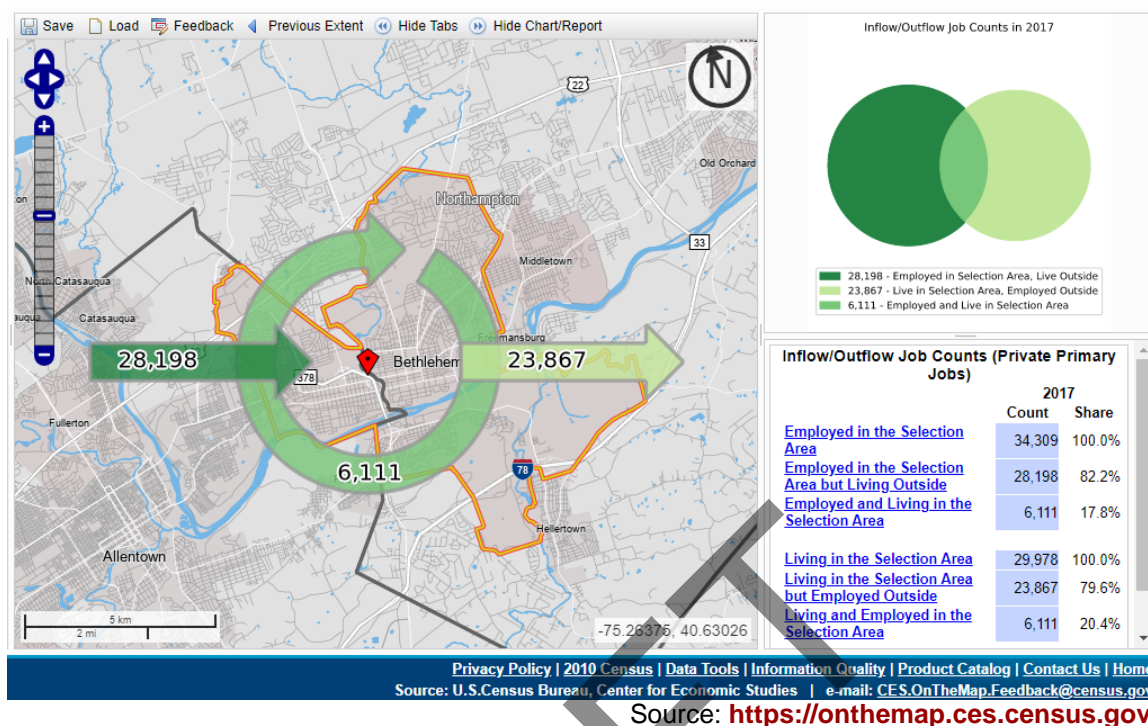 Save Load Feedback Previous Extent Hide Tabs Hide Chart/Report
N
22
Old Orchard
Northampton
33
Middletown
North Catasauqua
Catasauqua
Freemansburg
28,198
Bethlehem
23,867
378
Fullerton
6,111
78
Hellertown
Allentown
5 km
2 mi
-75.26375, 40.63026
Inflow/Outflow Job Counts in 2017
28,198 - Employed in Selection Area, Live Outside
23,867 - Live in Selection Area, Employed Outside
6,111 - Employed and Live in Selection Area
Inflow/Outflow Job Counts (Private Primary
Jobs)
2017
Count Share
Employed in the Selection
Area 34,309 100.0%
Employed in the Selection
Area but Living Outside 28,198 82.2%
Employed and Living in the
Selection Area 6,111 17.8%
Living in the Selection Area 29,978 100.0%
Living in the Selection Area
but Employed Outside 23,867 79.6%
Living and Employed in the
Selection Area 6,111 20.4%
Privacy Policy | 2010 Census | Data Tools | Information Quality | Product Catalog | Contact Us | Home
Source: U.S.Census Bureau, Center for Economic Studies | e-mail: CES.OnTheMap.Feedback@census.gov
Source: https://onthemap.ces.census.gov